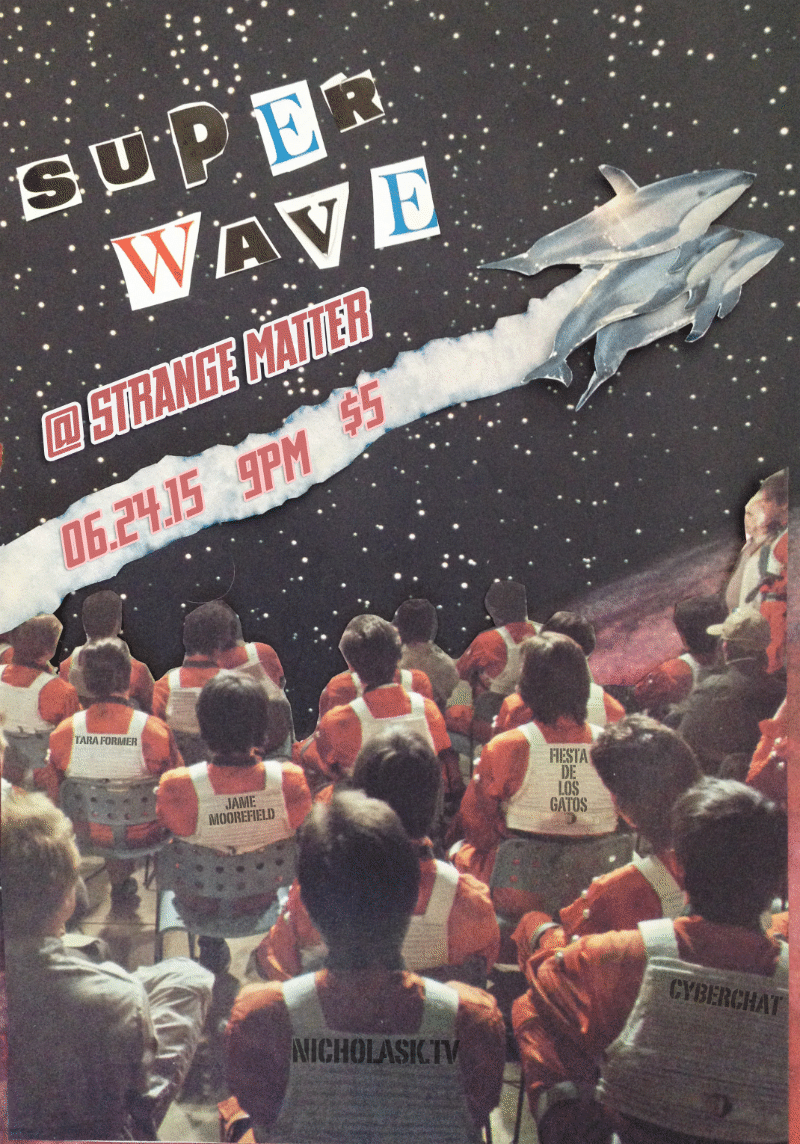 SUPER
WAVE
@ STRANGE MATTER
06.24.15 9PM $5
TARA FORMER
JAME
MOOREFIELD
FIESTA
DE
LOS
GATOS
CYBERCHAT
NICHOLASK.TV